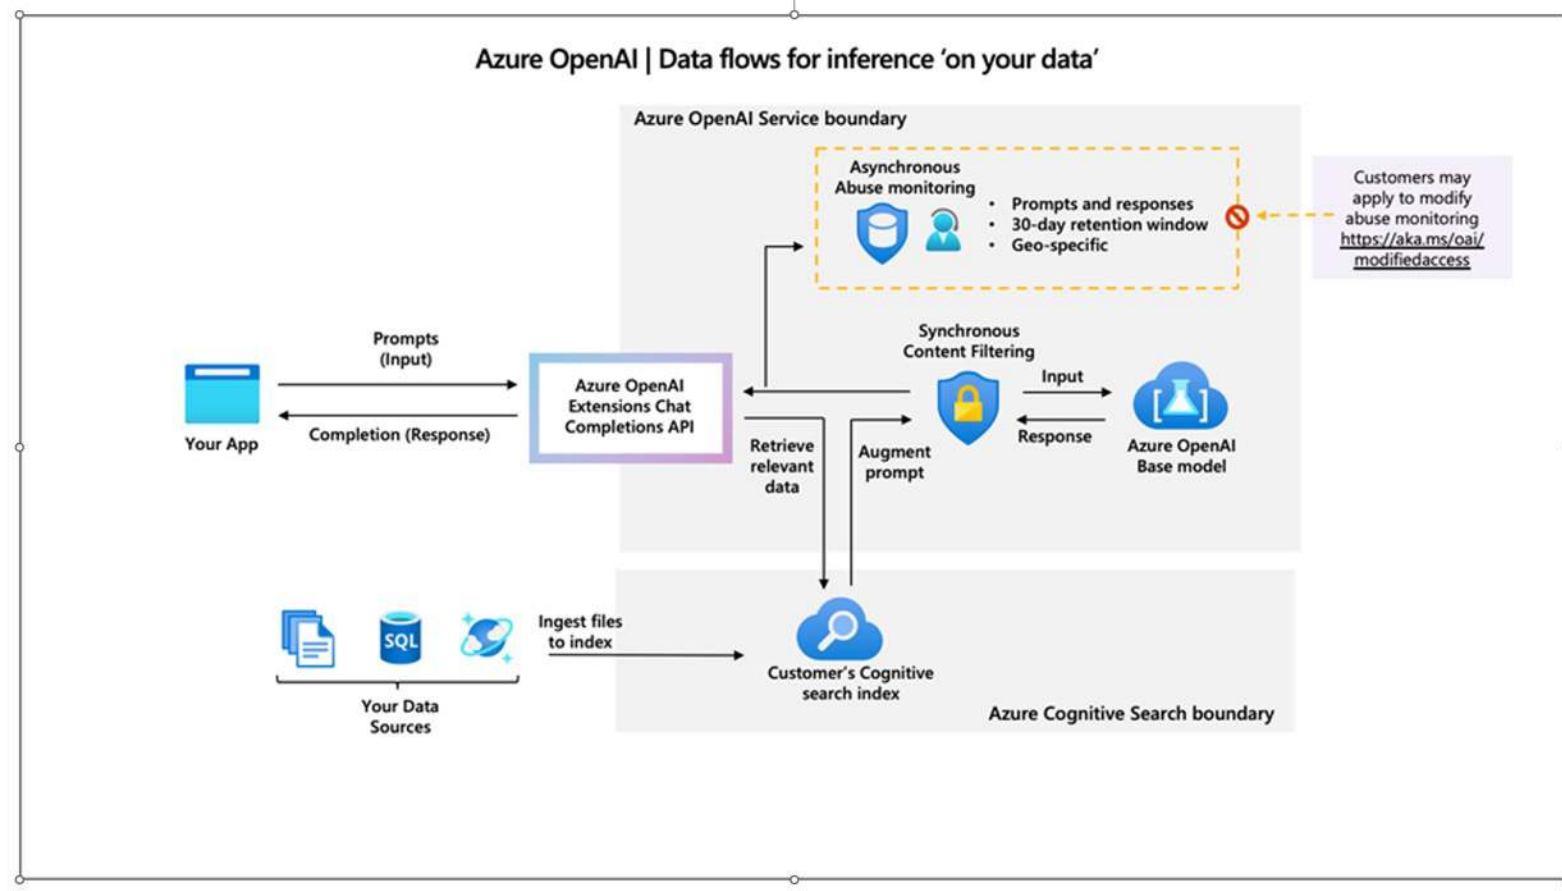 Azure OpenAI | Data flows for inference ‘on your data’
Azure OpenAI Service boundary
Asynchronous
Abuse monitoring
• Prompts and responses
• 30-day retention window
• Geo-specific
Customers may
apply to modify
abuse monitoring
https://aka.ms/oai/
modifiedaccess
Prompts
(Input)
Completion (Response)
Your App
Azure OpenAI
Extensions Chat
Completions API
Synchronous
Content Filtering
Input
Response
Azure OpenAI
Base model
Retrieve
relevant
data
Augment
prompt
SQL
Your Data
Sources
Ingest files
to index
Customer's Cognitive
search index
Azure Cognitive Search boundary